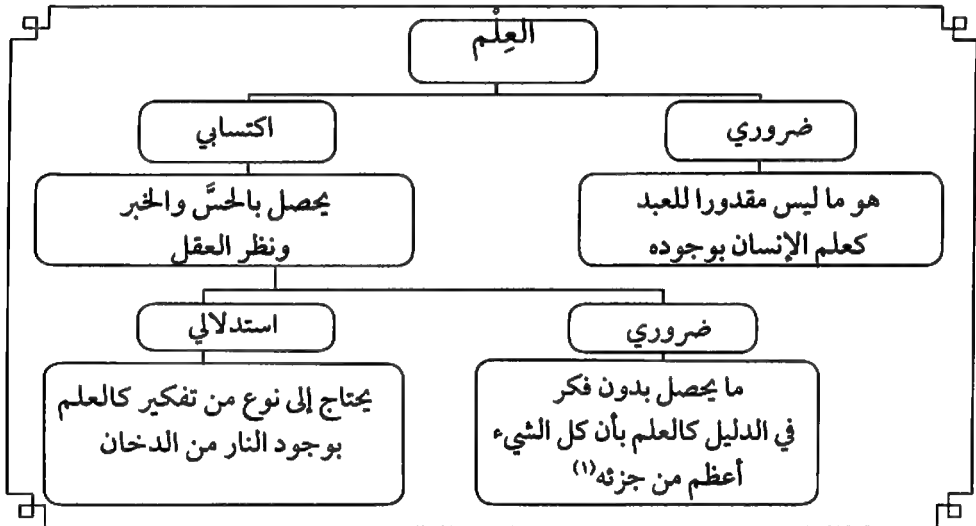 العِلْم
ضروري
اكتسابي
هو ما ليس مقدورا للعبد
كعلم الإنسان بوجوده
يحصل بالحسَّ والخبر
ونظر العقل
ضروري
استدلالي
ما يحصل بدون فكر
في الدليل كالعلم بأن كل الشيء
أعظم من جزئه(١)
يحتاج إلى نوع من تفكير كالعلم
بوجود النار من الدخان